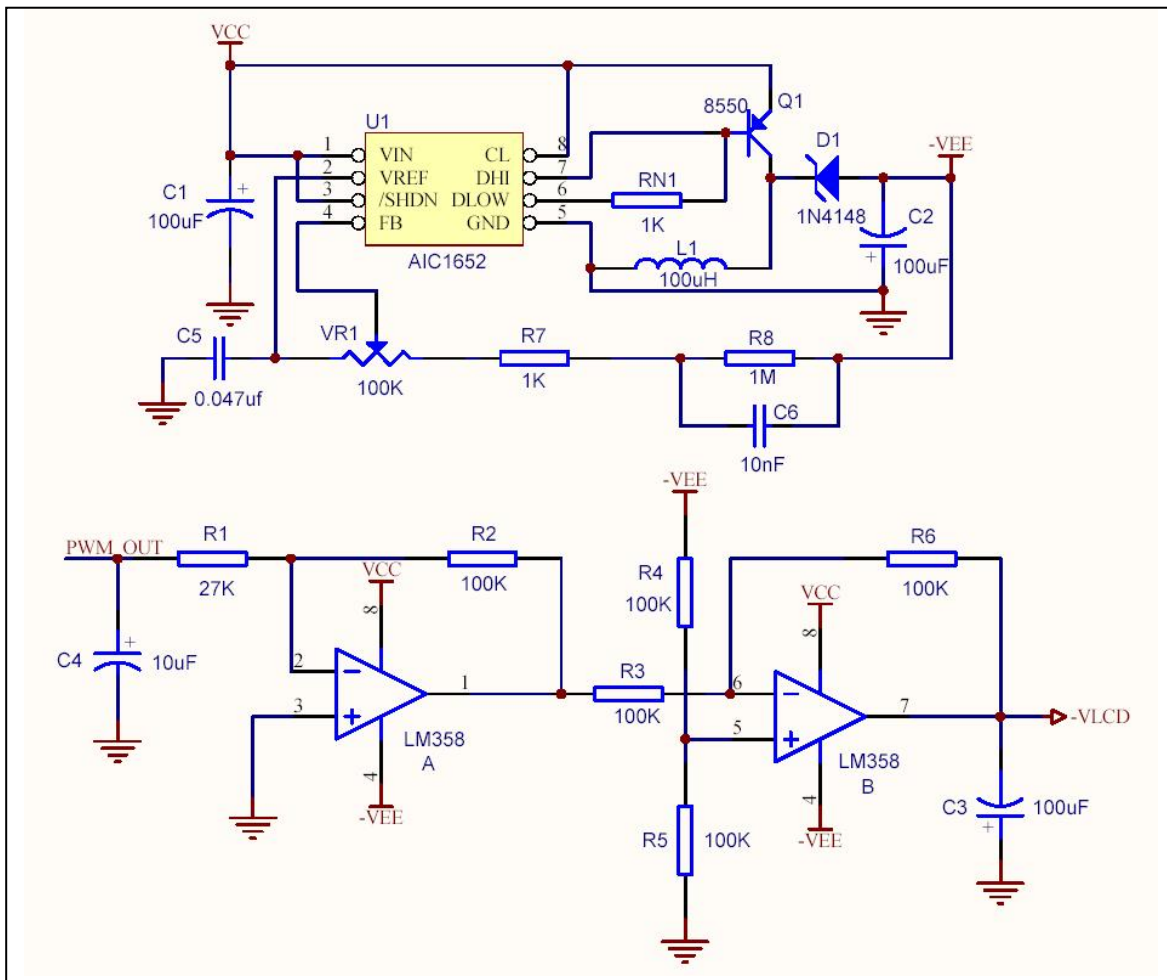 VCC
U1
1 VIN CL 8
2 VREF DHI 7
3 /SHDN DLOW 6
4 FB GND 5
AIC1652
C1
+
100uF
8550
Q1
RN1
1K
D1
1N4148
-VEE
C2
+
100uF
L1
100uH
C5
0.047uf
VR1
100K
R7
1K
R8
1M
C6
10nF
PWM_OUT
R1
27K
R2
100K
C4
+
10uF
VCC
8
2
3
1
LM358
A
4
-VEE
-VEE
R4
100K
R3
100K
R5
100K
R6
100K
VCC
8
6
5
7
LM358
B
4
-VEE
-VLCD
C3
+
100uF